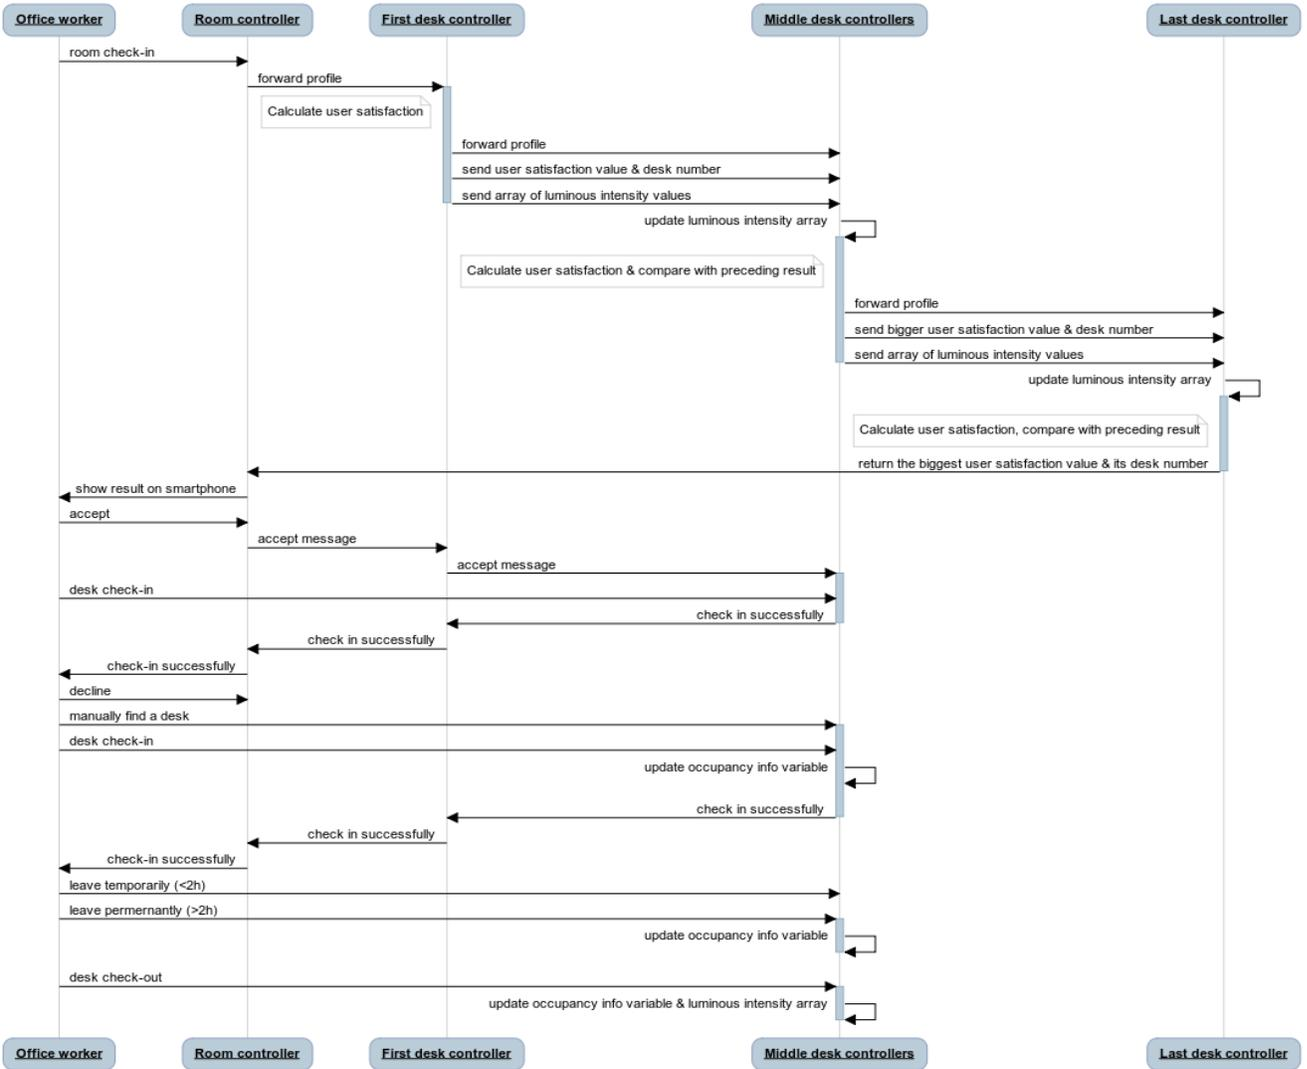 Office worker
Room controller
First desk controller
Middle desk controllers
Last desk controller
room check-in
forward profile
Calculate user satisfaction
forward profile
send user satisfaction value & desk number
send array of luminous intensity values
update luminous intensity array
Calculate user satisfaction & compare with preceding result
forward profile
send bigger user satisfaction value & desk number
send array of luminous intensity values
update luminous intensity array
Calculate user satisfaction, compare with preceding result
return the biggest user satisfaction value & its desk number
show result on smartphone
accept
accept message
accept message
desk check-in
check in successfully
check in successfully
check-in successfully
decline
manually find a desk
desk check-in
update occupancy info variable
check in successfully
check in successfully
check-in successfully
leave temporarily (<2h)
leave permernantly (>2h)
update occupancy info variable
desk check-out
update occupancy info variable & luminous intensity array
Office worker
Room controller
First desk controller
Middle desk controllers
Last desk controller